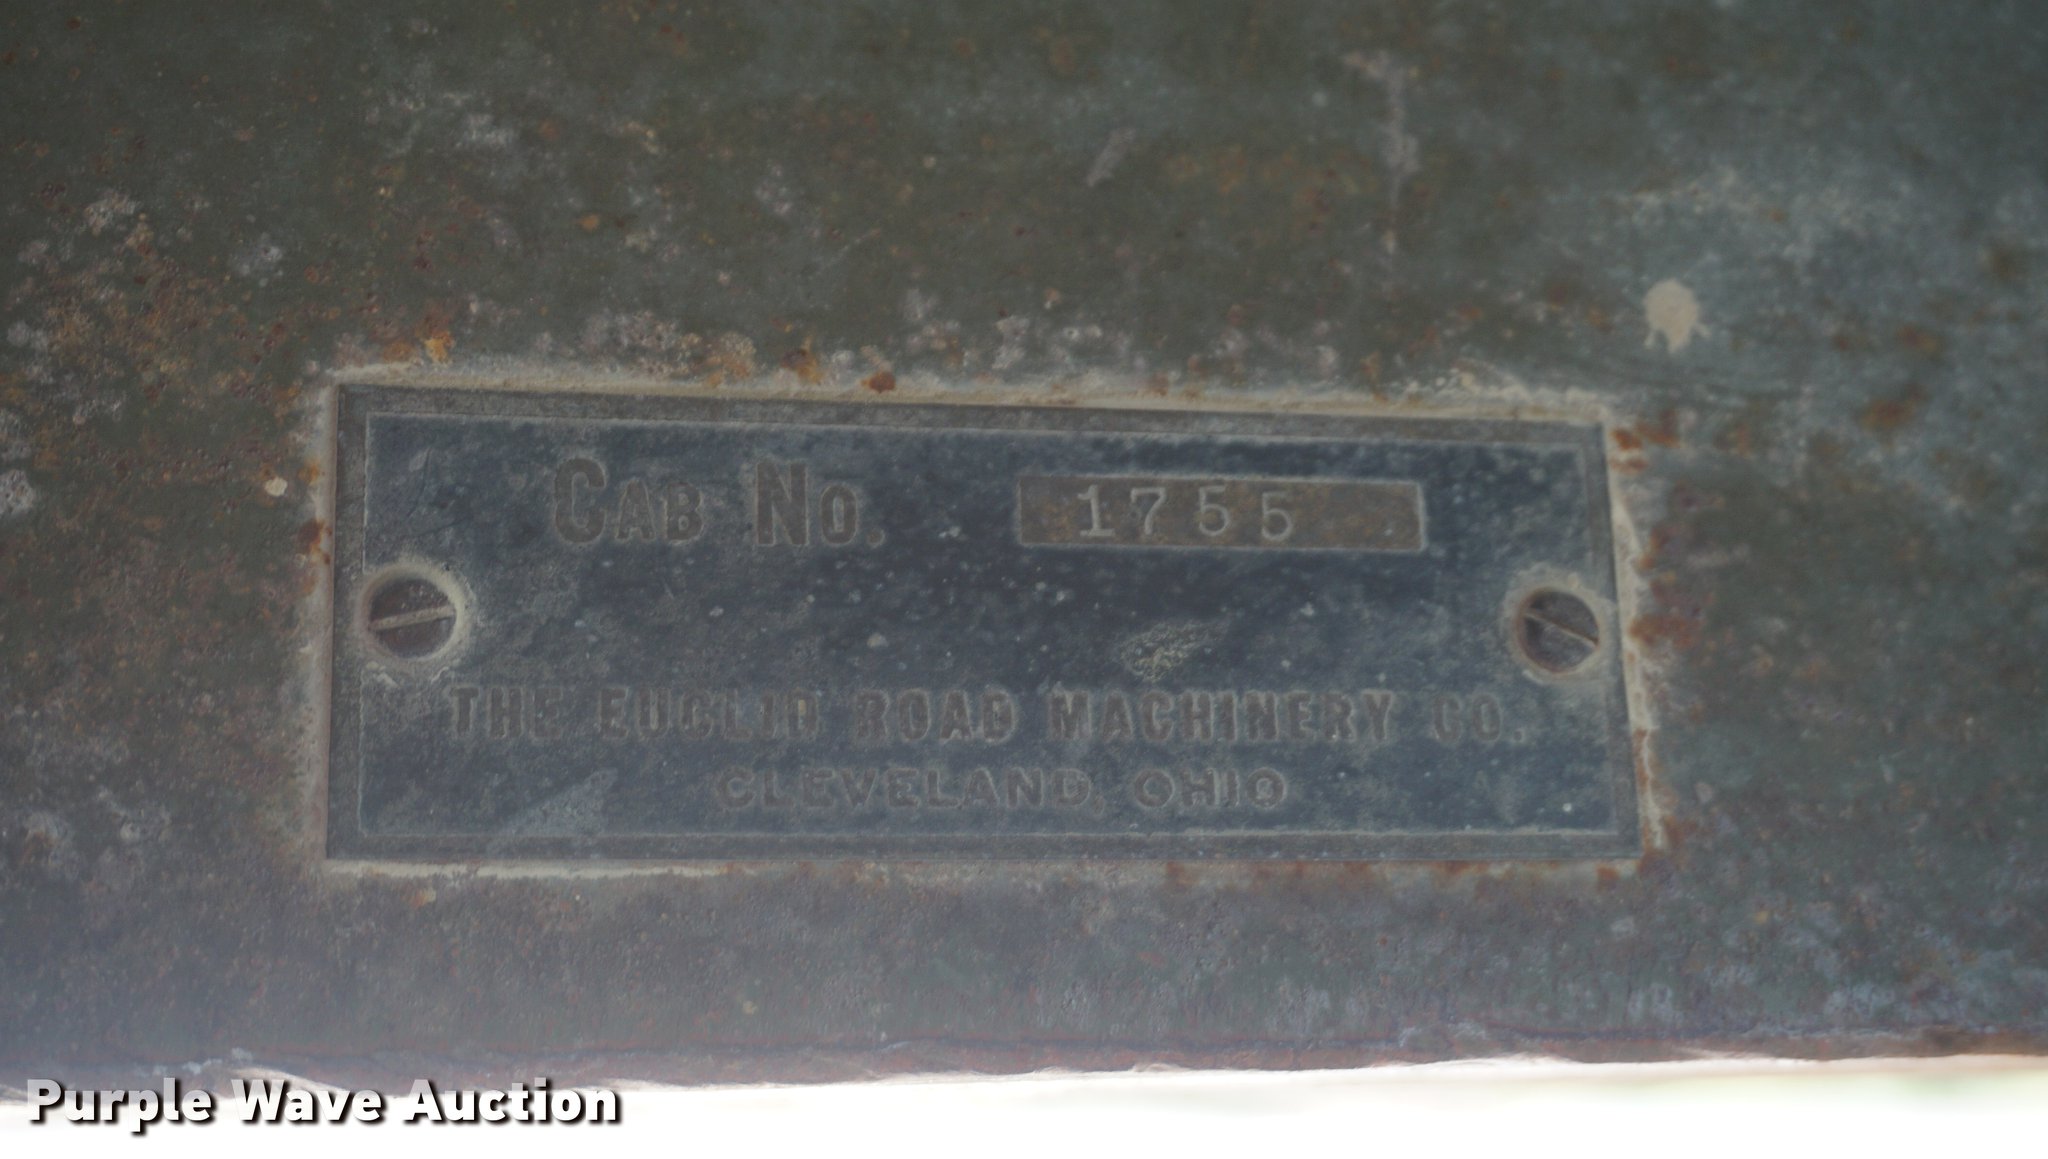 CAB NO. 1755
THE EUCLID ROAD MACHINERY CO.
CLEVELAND, OHIO
Purple Wave Auction